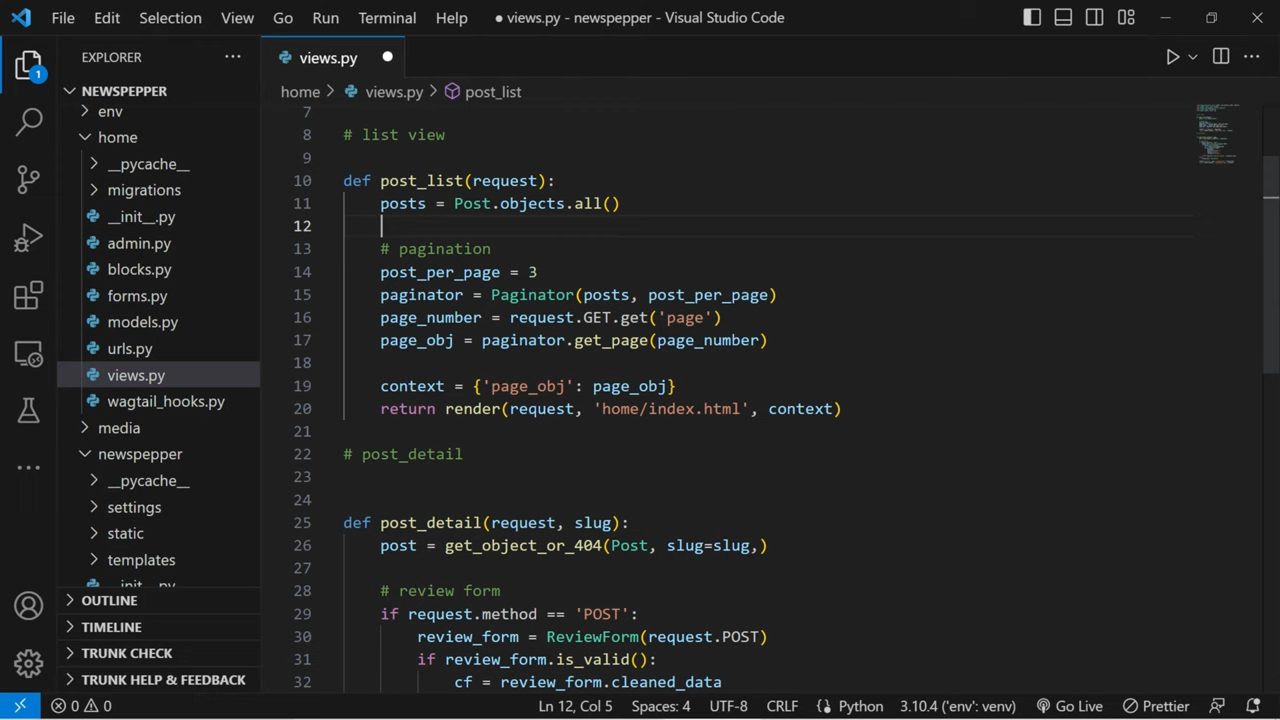 File Edit Selection View Go Run Terminal Help ● views.py - newspepper - Visual Studio Code
EXPLORER
1
NEWSPEPPER
env
home
__pycache__
migrations
__init__.py
admin.py
blocks.py
forms.py
models.py
urls.py
views.py
wagtail_hooks.py
media
newspepper
__pycache__
settings
static
templates
__init__.py
OUTLINE
TIMELINE
TRUNK CHECK
TRUNK HELP & FEEDBACK
views.py
home > views.py > post_list
7
8 # list view
9
10 def post_list(request):
11 posts = Post.objects.all()
12
13 # pagination
14 post_per_page = 3
15 paginator = Paginator(posts, post_per_page)
16 page_number = request.GET.get('page')
17 page_obj = paginator.get_page(page_number)
18
19 context = {'page_obj': page_obj}
20 return render(request, 'home/index.html', context)
21
22 # post_detail
23
24
25 def post_detail(request, slug):
26 post = get_object_or_404(Post, slug=slug,)
27
28 # review form
29 if request.method == 'POST':
30 review_form = ReviewForm(request.POST)
31 if review_form.is_valid():
32 cf = review_form.cleaned_data
0 0 Ln 12, Col 5 Spaces: 4 UTF-8 CRLF Python 3.10.4 ('env': venv) Go Live Prettier